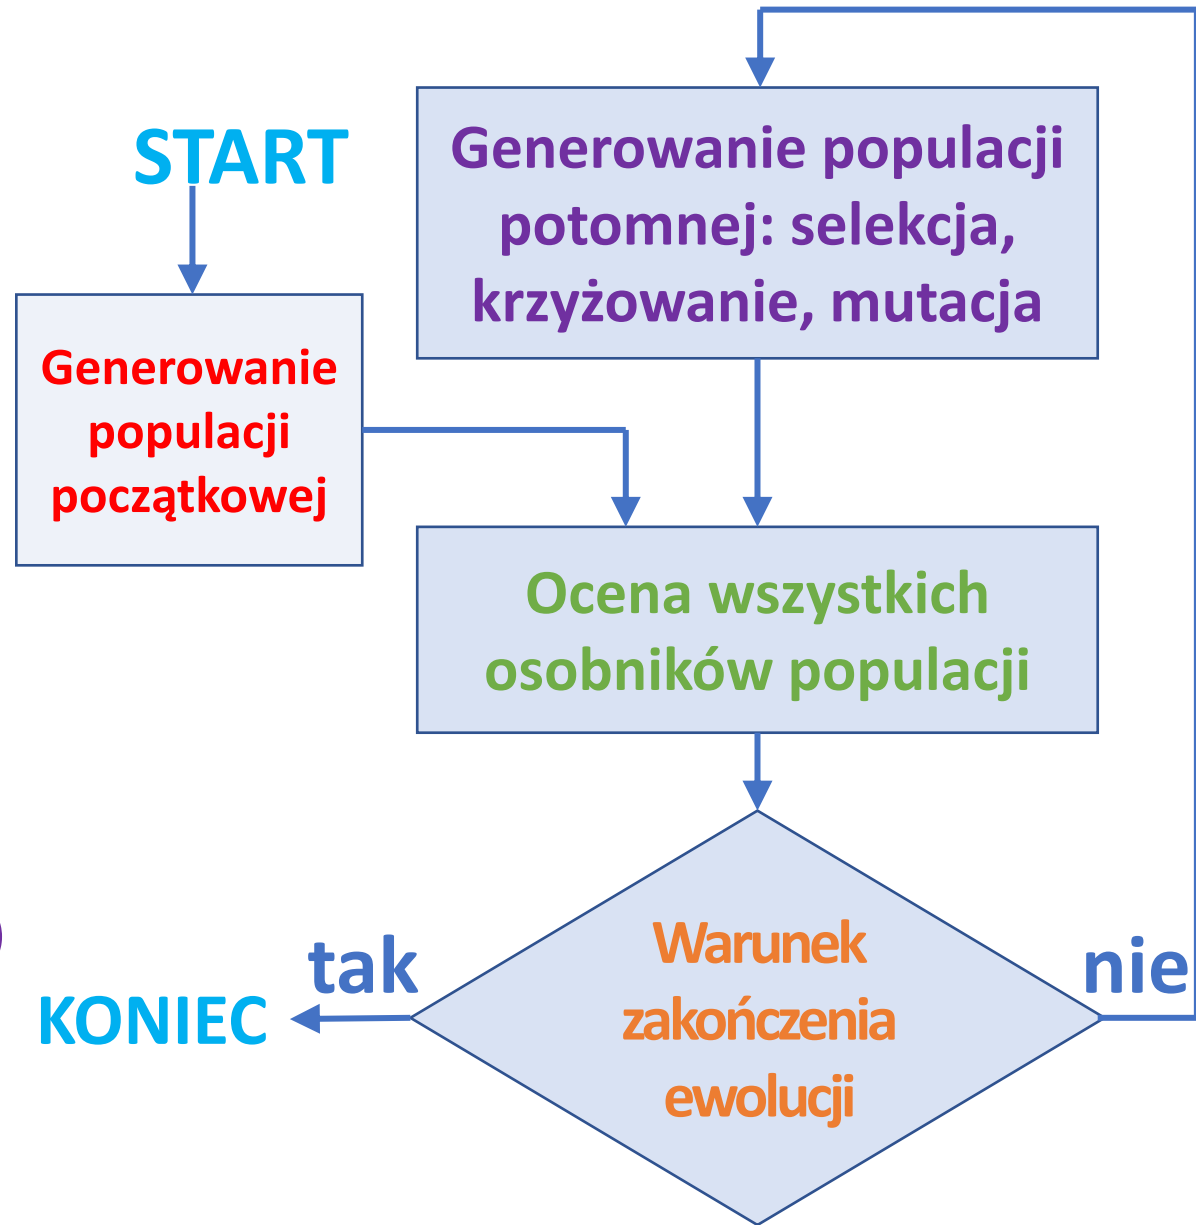 START
Generowanie
populacji
początkowej
Generowanie populacji
potomnej: selekcja,
krzyżowanie, mutacja
Ocena wszystkich
osobników populacji
Warunek
zakończenia
ewolucji
tak
nie
KONIEC